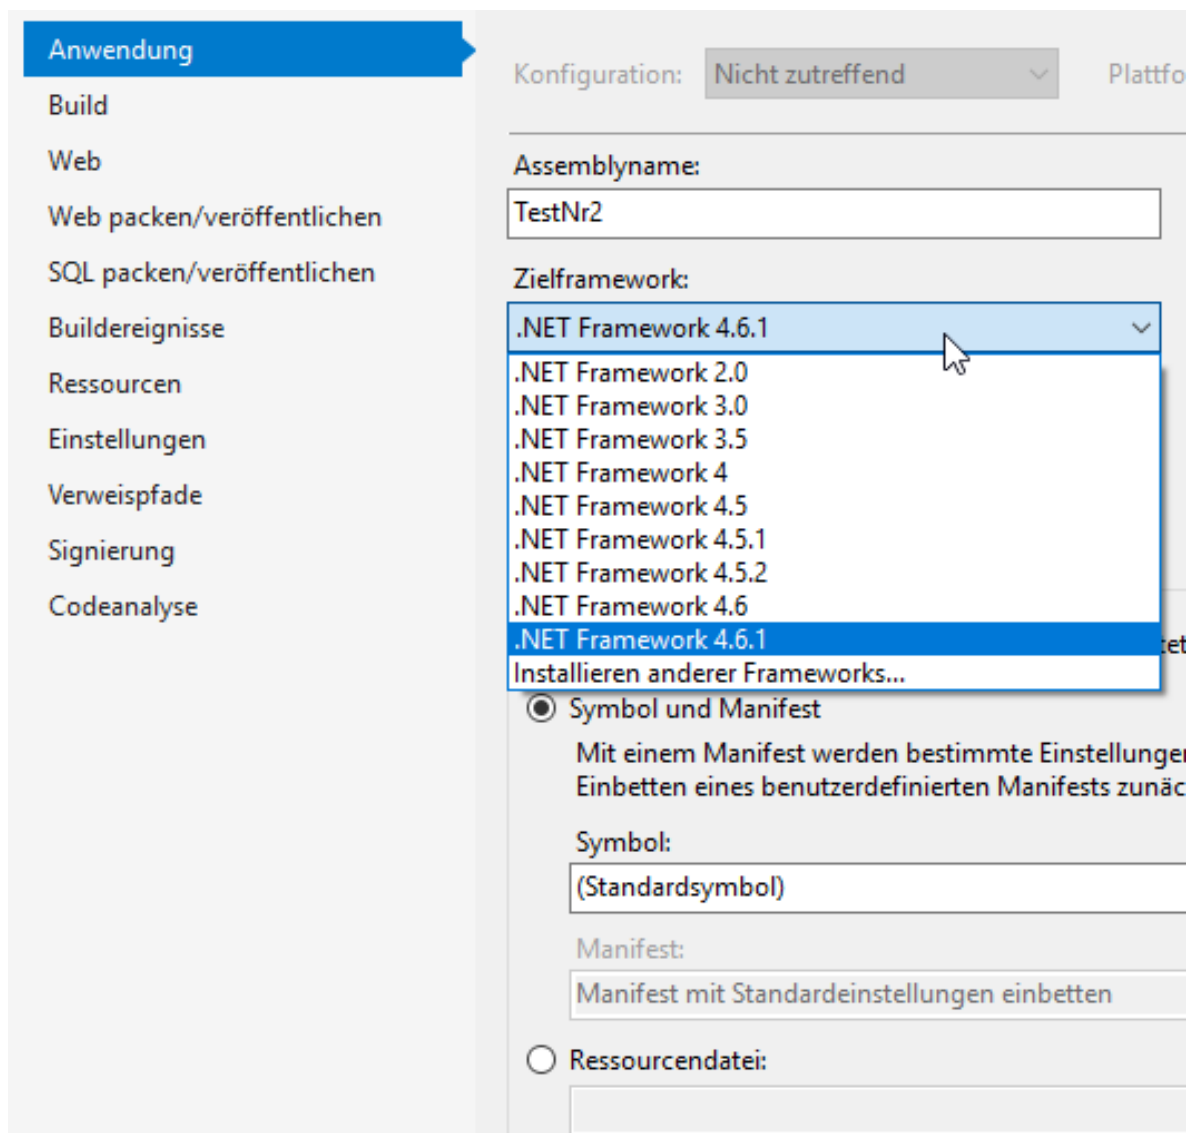 Anwendung
Build
Web
Web packen/veröffentlichen
SQL packen/veröffentlichen
Buildereignisse
Ressourcen
Einstellungen
Verweispfade
Signierung
Codeanalyse
Konfiguration: Nicht zutreffend Plattfo
Assemblyname:
TestNr2
Zielframework:
.NET Framework 4.6.1
.NET Framework 2.0
.NET Framework 3.0
.NET Framework 3.5
.NET Framework 4
.NET Framework 4.5
.NET Framework 4.5.1
.NET Framework 4.5.2
.NET Framework 4.6
.NET Framework 4.6.1
Installieren anderer Frameworks...
Symbol und Manifest
Mit einem Manifest werden bestimmte Einstellunge
Einbetten eines benutzerdefinierten Manifests zunäc
Symbol:
(Standardsymbol)
Manifest:
Manifest mit Standardeinstellungen einbetten
Ressourcendatei: